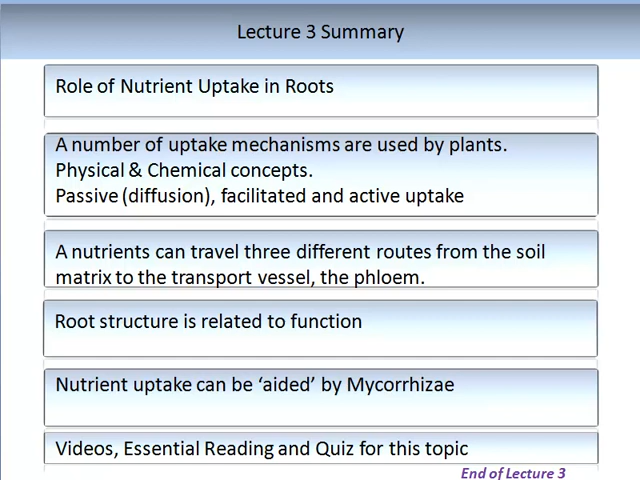 Lecture 3 Summary
Role of Nutrient Uptake in Roots
A number of uptake mechanisms are used by plants.
Physical & Chemical concepts.
Passive (diffusion), facilitated and active uptake
A nutrients can travel three different routes from the soil
matrix to the transport vessel, the phloem.
Root structure is related to function
Nutrient uptake can be ‘aided’ by Mycorrhizae
Videos, Essential Reading and Quiz for this topic
End of Lecture 3